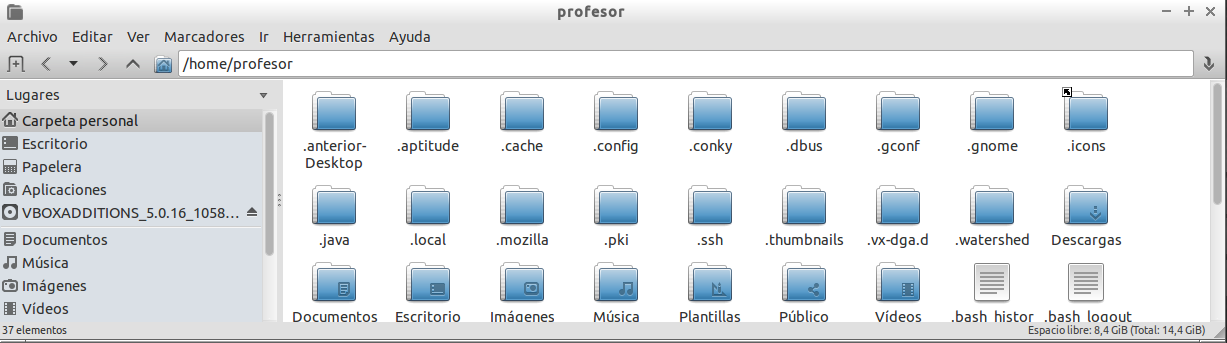 profesor
Archivo Editar Ver Marcadores Ir Herramientas Ayuda
/home/profesor
Lugares
Carpeta personal
Escritorio
Papelera
Aplicaciones
VBOXADDITIONS_5.0.16_1058...
Documentos
Música
Imágenes
Vídeos
.anterior-
Desktop
.aptitude
.cache
.config
.conky
.dbus
.gconf
.gnome
.icons
.java
.local
.mozilla
.pki
.ssh
.thumbnails
.vx-dga.d
.watershed
Descargas
Documentos
Escritorio
Imágenes
Música
Plantillas
Público
Vídeos
.bash_histor
.bash_logout
37 elementos
Espacio libre: 8,4 GiB (Total: 14,4 GiB)